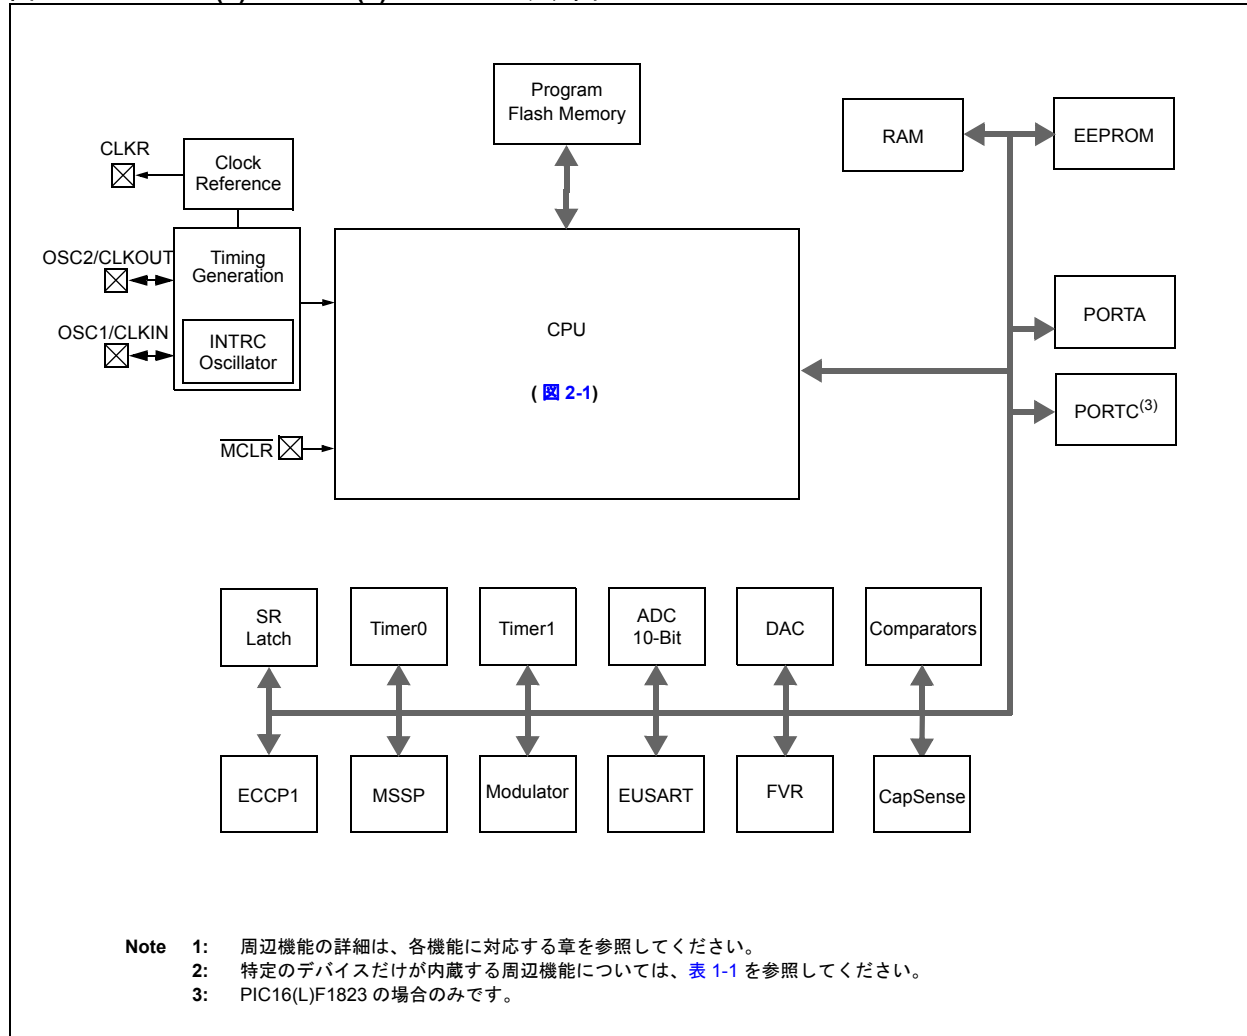 Program
Flash Memory
RAM
EEPROM
CLKR
Clock
Reference
OSC2/CLKOUT
Timing
Generation
OSC1/CLKIN
INTRC
Oscillator
CPU
( 図 2-1)
MCLR
PORTA
PORTC(3)
SR
Latch
Timer0
Timer1
ADC
10-Bit
DAC
Comparators
ECCP1
MSSP
Modulator
EUSART
FVR
CapSense
Note 1: 周辺機能の詳細は、各機能に対応する章を参照してください。
2: 特定のデバイスだけが内蔵する周辺機能については、表 1-1 を参照してください。
3: PIC16(L)F1823 の場合のみです。